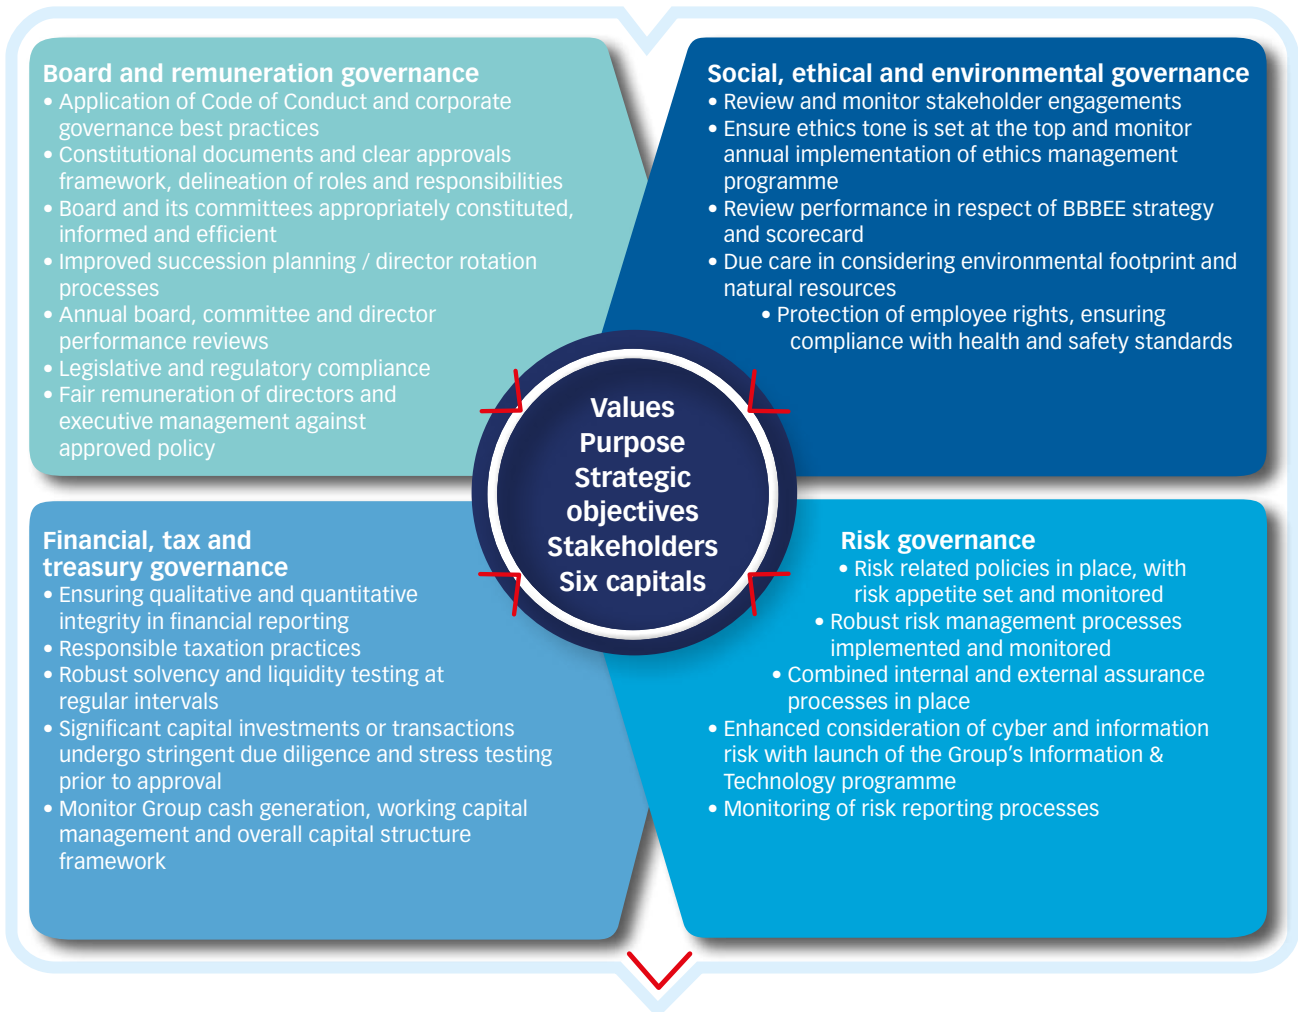 Board and remuneration governance
• Application of Code of Conduct and corporate
governance best practices
• Constitutional documents and clear approvals
framework, delineation of roles and responsibilities
• Board and its committees appropriately constituted,
informed and efficient
• Improved succession planning / director rotation
processes
• Annual board, committee and director
performance reviews
• Legislative and regulatory compliance
• Fair remuneration of directors and
executive management against
approved policy
Social, ethical and environmental governance
• Review and monitor stakeholder engagements
• Ensure ethics tone is set at the top and monitor
annual implementation of ethics management
programme
• Review performance in respect of BBBEE strategy
and scorecard
• Due care in considering environmental footprint and
natural resources
• Protection of employee rights, ensuring
compliance with health and safety standards
Values
Purpose
Strategic
objectives
Stakeholders
Six capitals
Financial, tax and
treasury governance
• Ensuring qualitative and quantitative
integrity in financial reporting
• Responsible taxation practices
• Robust solvency and liquidity testing at
regular intervals
• Significant capital investments or transactions
undergo stringent due diligence and stress testing
prior to approval
• Monitor Group cash generation, working capital
management and overall capital structure
framework
Risk governance
• Risk related policies in place, with
risk appetite set and monitored
• Robust risk management processes
implemented and monitored
• Combined internal and external assurance
processes in place
• Enhanced consideration of cyber and information
risk with launch of the Group’s Information &
Technology programme
• Monitoring of risk reporting processes